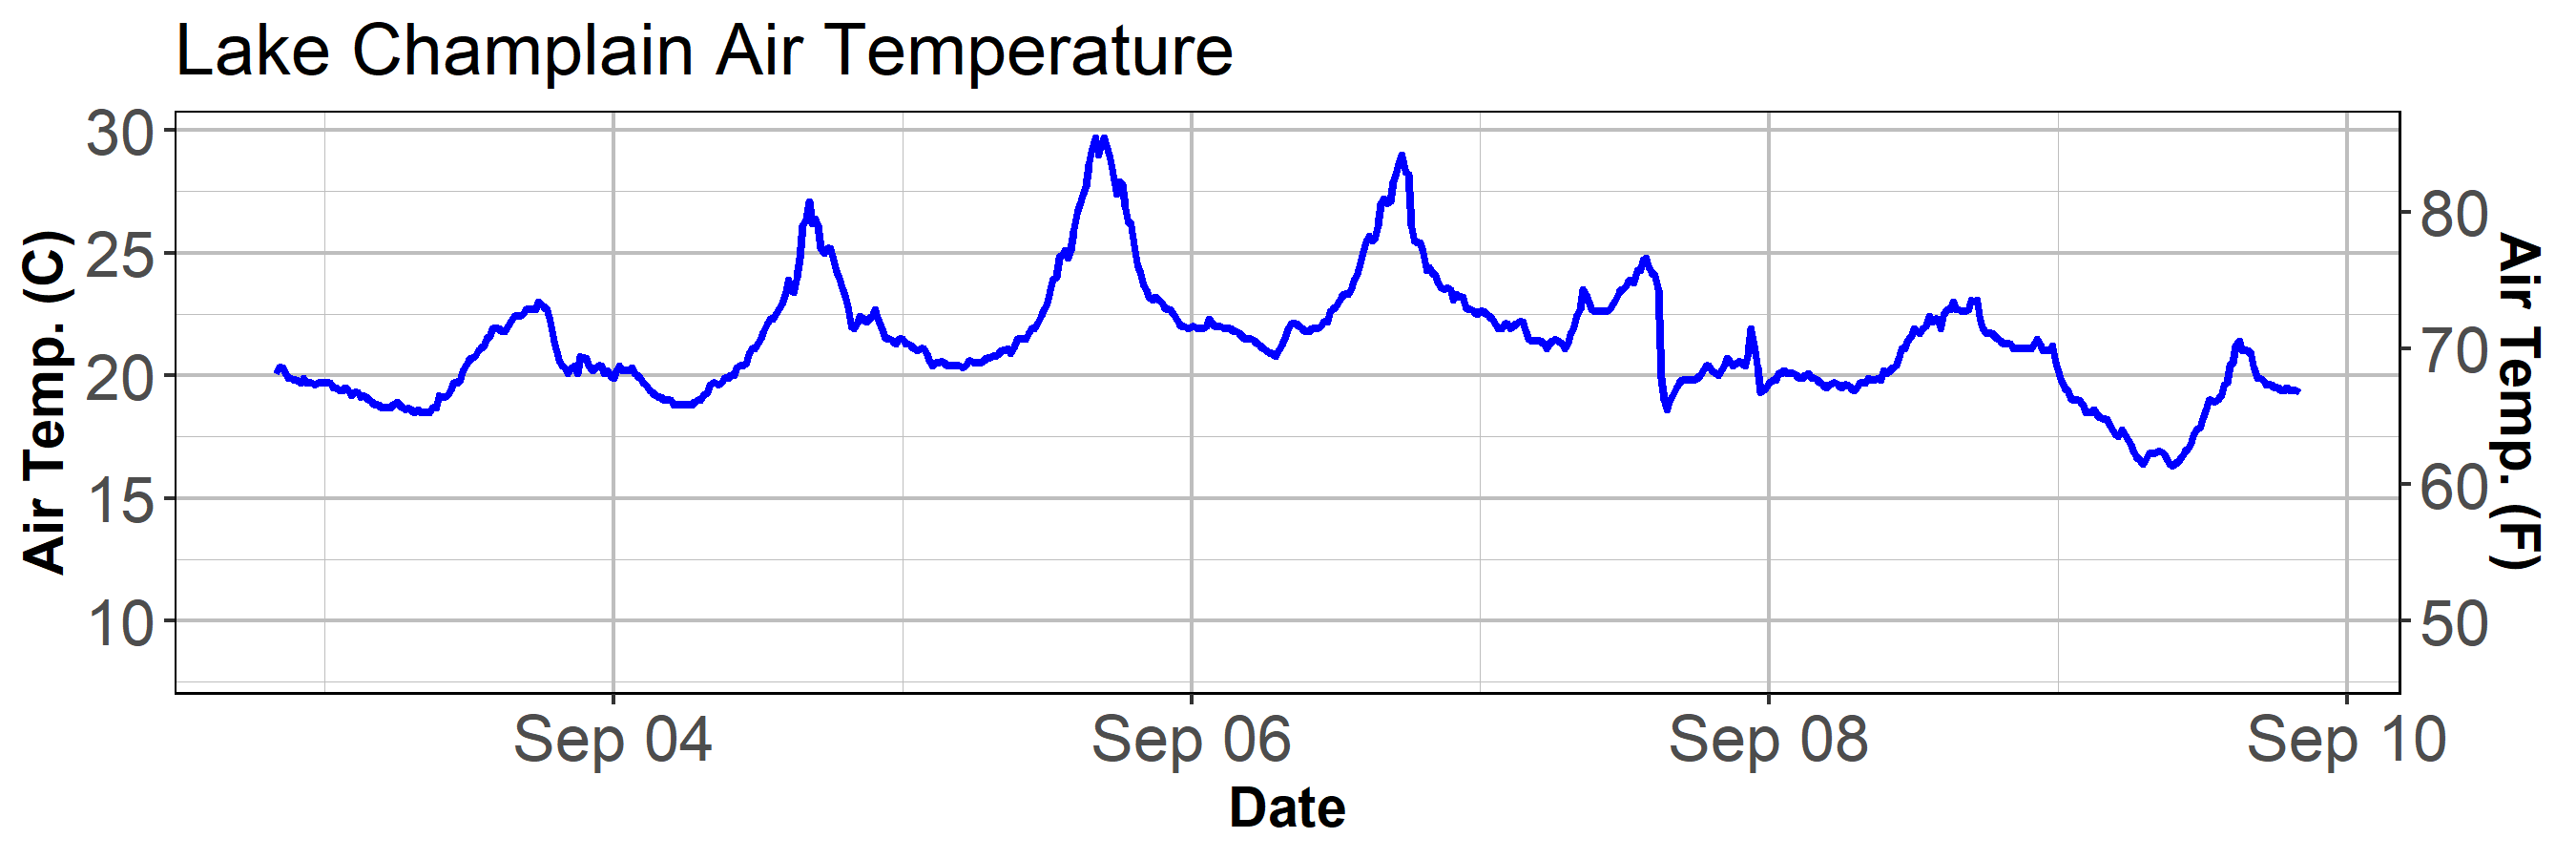 Lake Champlain Air Temperature
30
25
20
15
10
Air Temp. (C)
80
70
60
50
Air Temp. (F)
Sep 04 Sep 06 Sep 08 Sep 10
Date